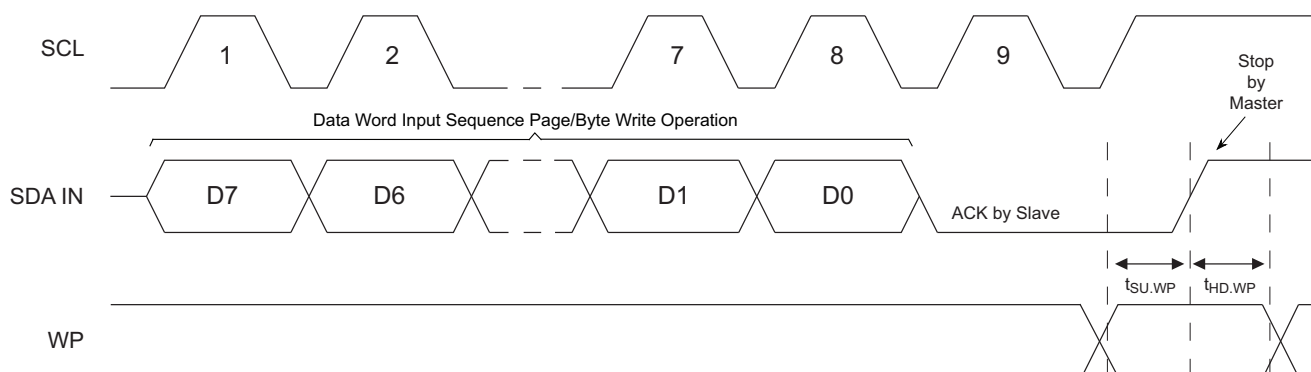 SCL
1
2
7
8
9
Stop
by
Master
Data Word Input Sequence Page/Byte Write Operation
SDA IN
D7
D6
D1
D0
ACK by Slave
tSU.WP
tHD.WP
WP